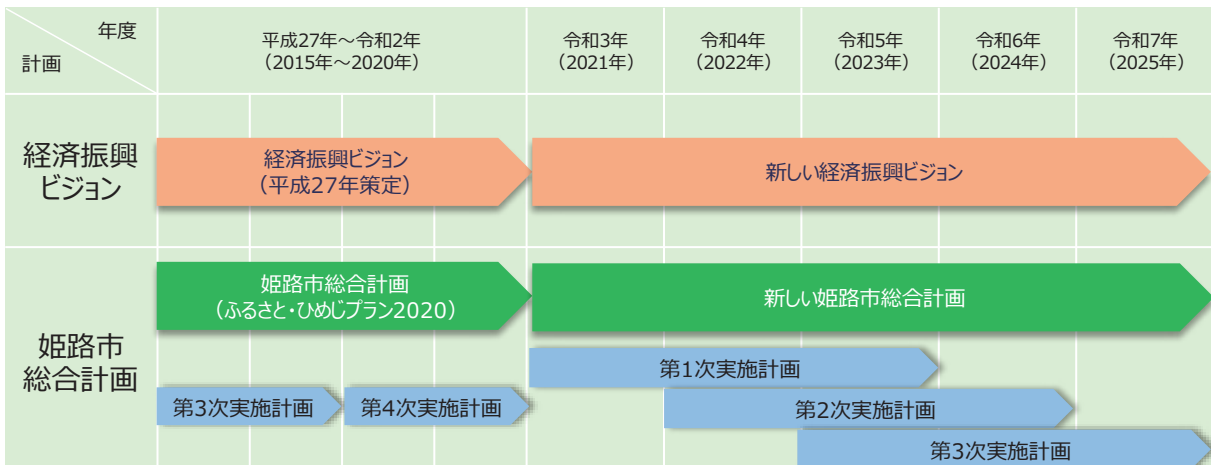 年度
計画
平成27年~令和2年
(2015年~2020年)
令和3年
(2021年)
令和4年
(2022年)
令和5年
(2023年)
令和6年
(2024年)
令和7年
(2025年)
経済振興
ビジョン
経済振興ビジョン
(平成27年策定)
新しい経済振興ビジョン
姫路市
総合計画
姫路市総合計画
(ふるさと・ひめじプラン2020)
新しい姫路市総合計画
第1次実施計画
第3次実施計画
第4次実施計画
第2次実施計画
第3次実施計画